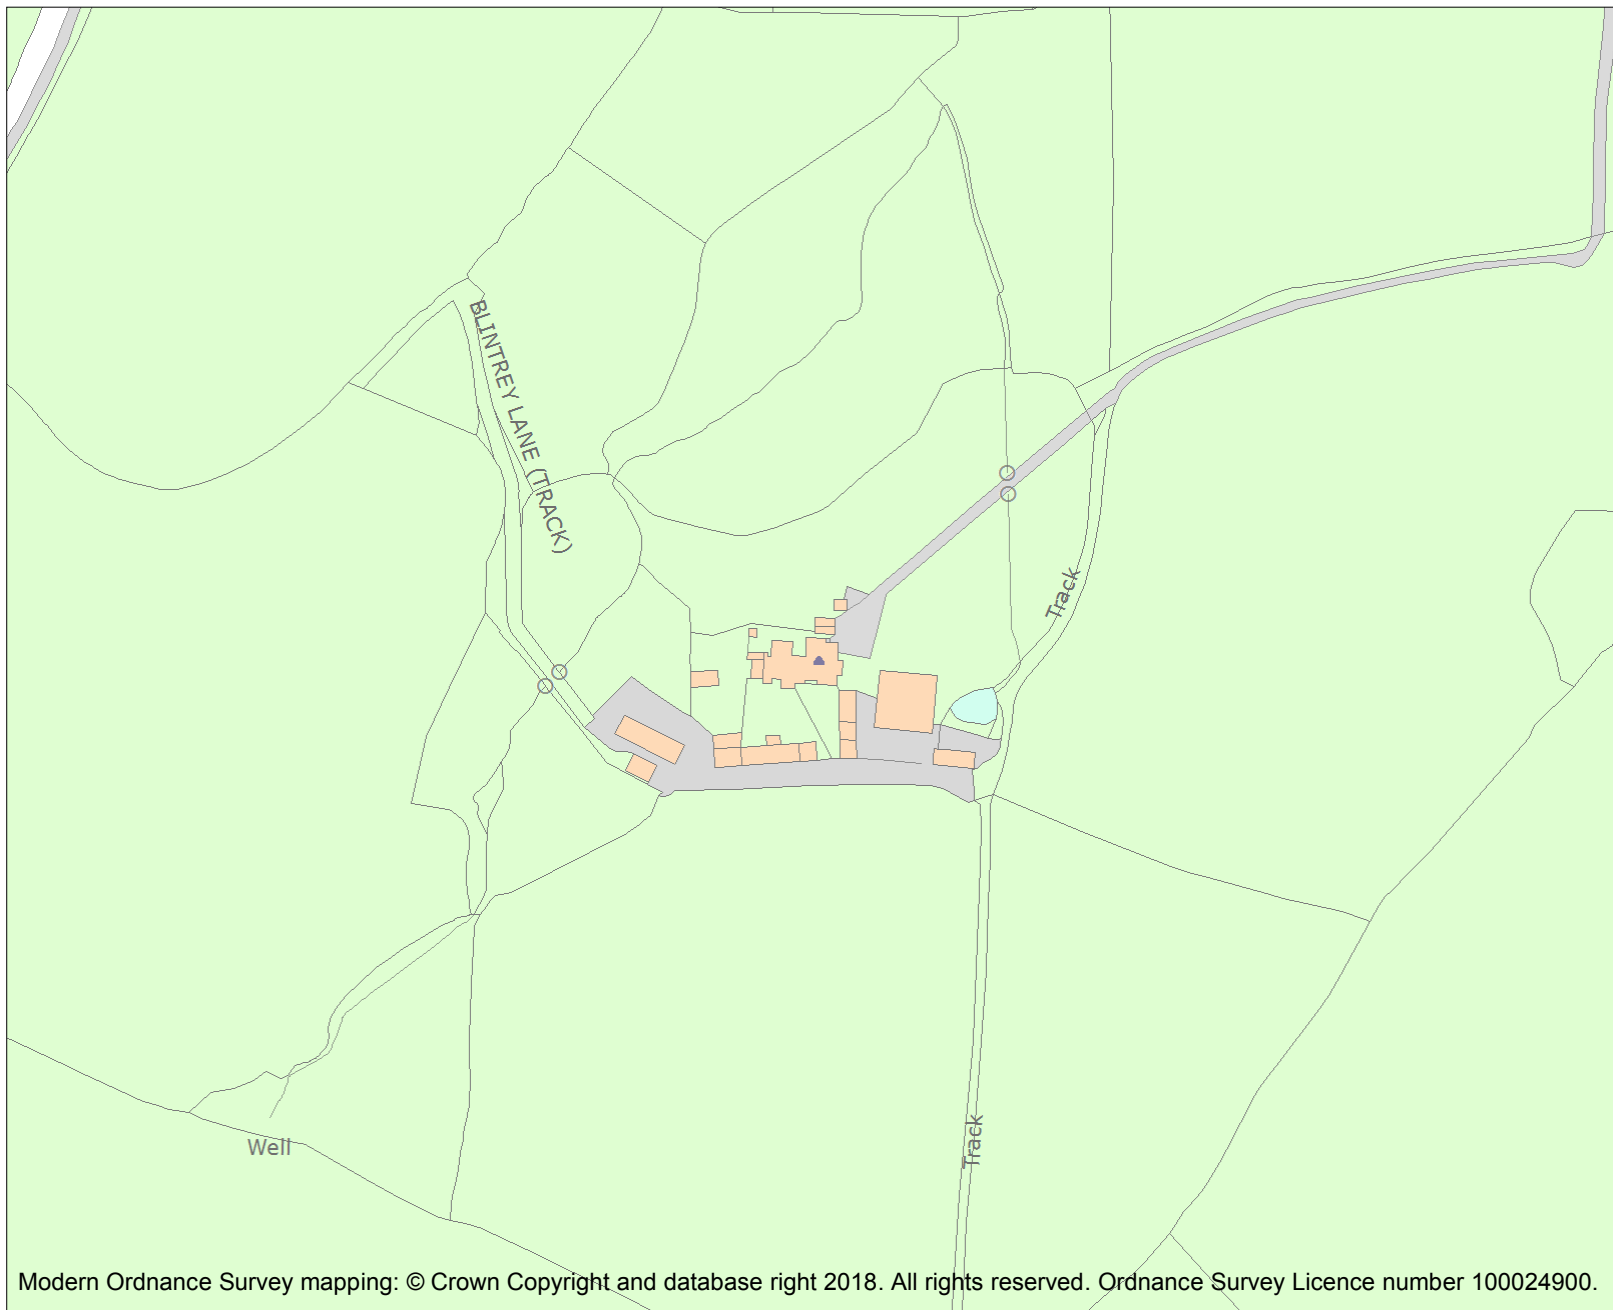 BLINTREY LANE (TRACK)
Track
Track
Well
Modern Ordnance Survey mapping: © Crown Copyright and database right 2018. All rights reserved. Ordnance Survey Licence number 100024900.